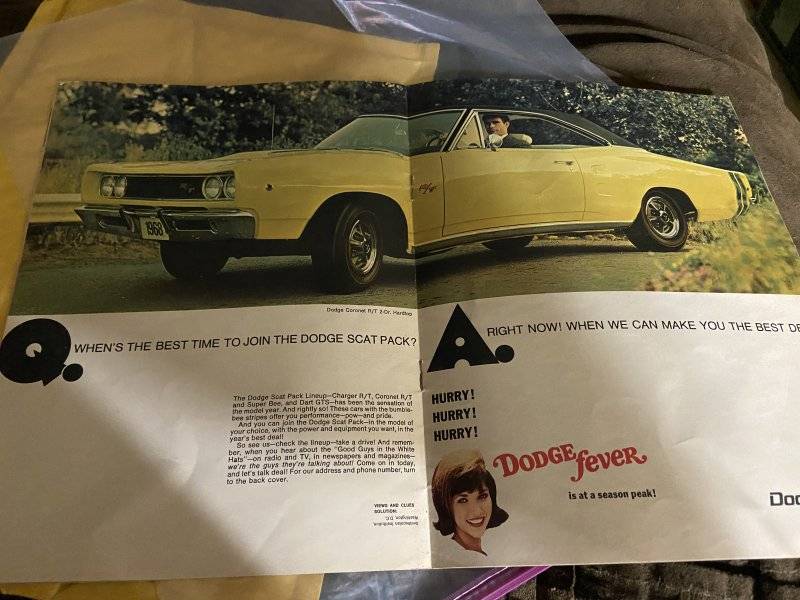 R/T
R/T
1968
Dodge Coronet R/T 2-Dr. Hardtop
Q. WHEN'S THE BEST TIME TO JOIN THE DODGE SCAT PACK?
The Dodge Scat Pack Lineup—Charger R/T, Coronet R/T
and Super Bee, and Dart GTS—has been the sensation of
the model year. And rightly so! These cars with the bumble-
bee stripes offer you performance—pow—and pride.
And you can join the Dodge Scat Pack—in the model of
your choice, with the power and equipment you want, in the
year's best deal!
So see us—check the lineup—take a drive! And remem-
ber, when you hear about the "Good Guys in the White
Hats"—on radio and TV, in newspapers and magazines—
we're the guys they're talking about! Come on in today,
and let's talk deal! For our address and phone number, turn
to the back cover.
VIEWS AND CLUES
SOLUTION:
Smithsonian Institution,
Washington, D.C.
A. RIGHT NOW! WHEN WE CAN MAKE YOU THE BEST DE
HURRY!
HURRY!
HURRY!
DODGE fever
is at a season peak!
Dod